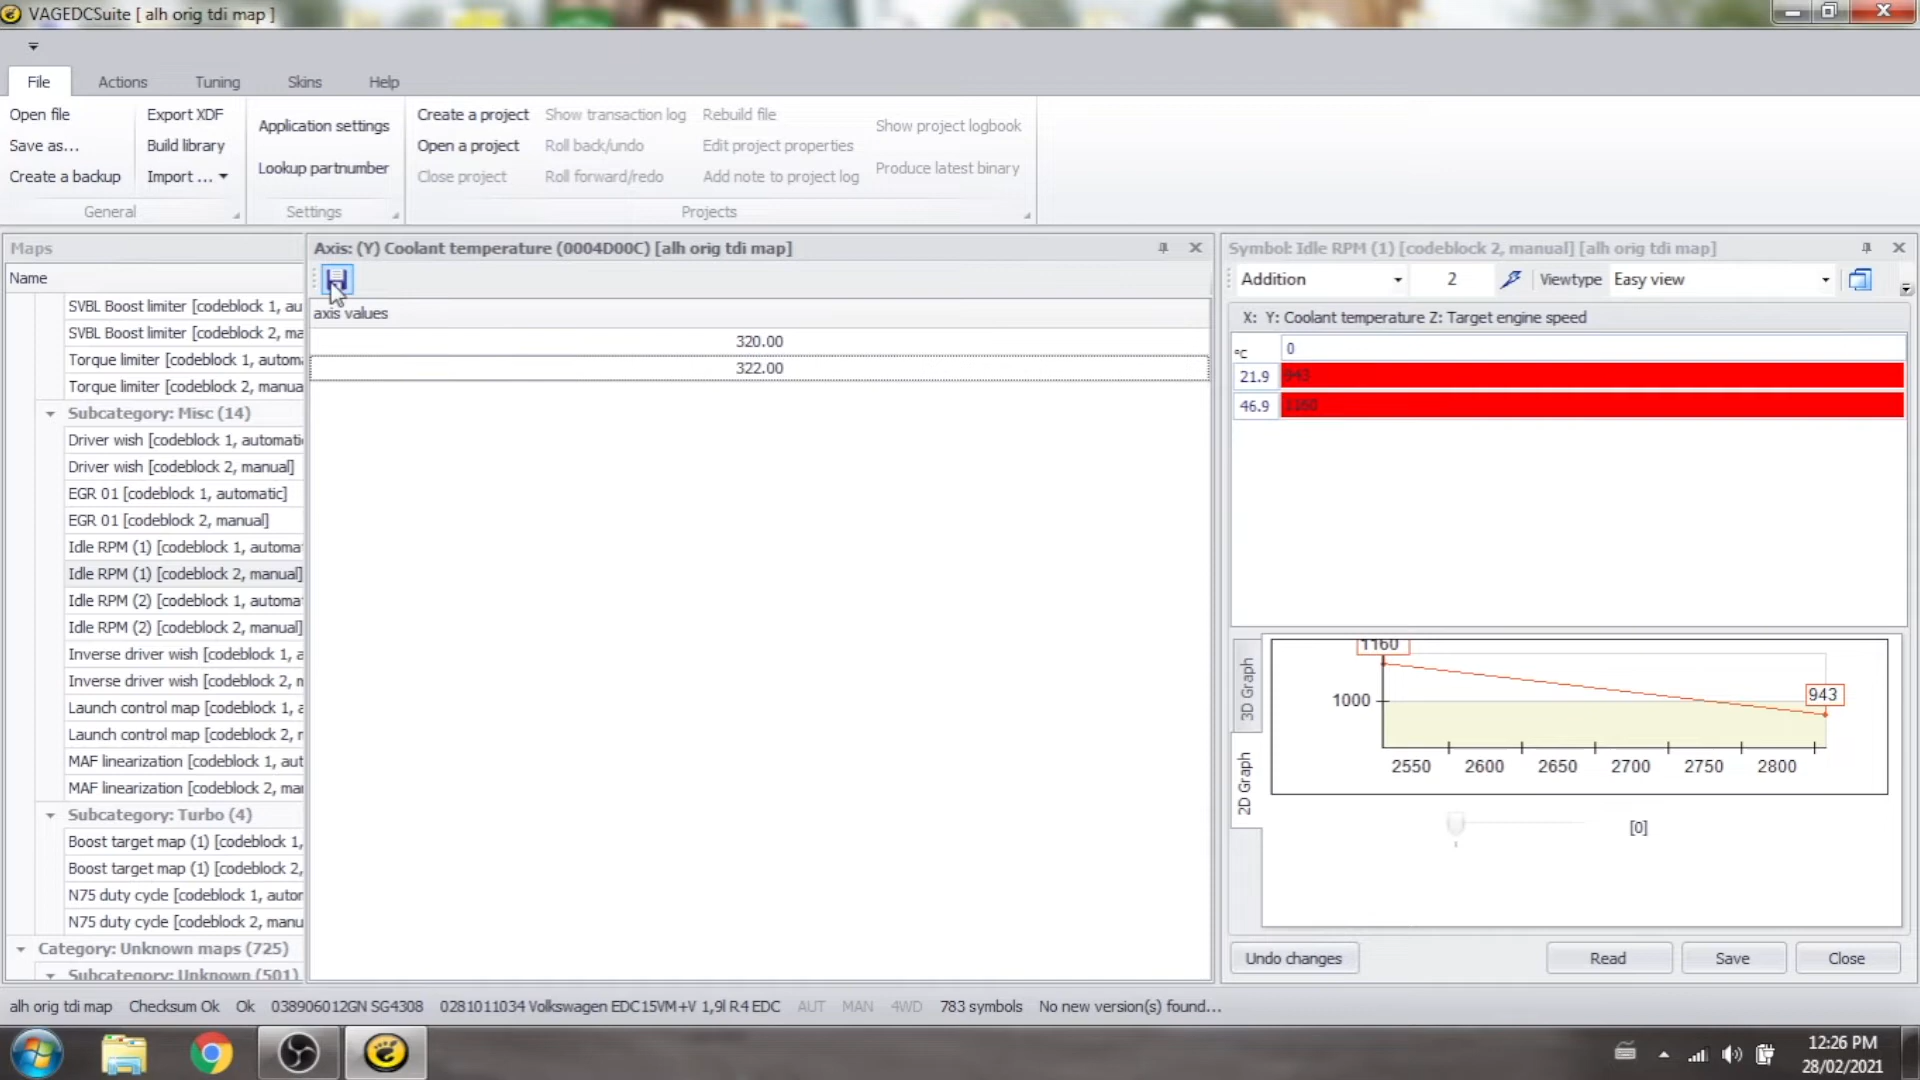 VAGEDCSuite [ alh orig tdi map ]
File Actions Tuning Skins Help
Open file Export XDF Application settings Create a project Show transaction log Rebuild file Show project logbook
Save as... Build library Open a project Roll back/undo Edit project properties
Create a backup Import ... Lookup partnumber Close project Roll forward/redo Add note to project log Produce latest binary
General Settings Projects
Maps
Name
SVBL Boost limiter [codeblock 1, au
SVBL Boost limiter [codeblock 2, ma
Torque limiter [codeblock 1, autom
Torque limiter [codeblock 2, manua
Subcategory: Misc (14)
Driver wish [codeblock 1, automati
Driver wish [codeblock 2, manual]
EGR 01 [codeblock 1, automatic]
EGR 01 [codeblock 2, manual]
Idle RPM (1) [codeblock 1, automa
Idle RPM (1) [codeblock 2, manual]
Idle RPM (2) [codeblock 1, automa
Idle RPM (2) [codeblock 2, manual]
Inverse driver wish [codeblock 1, a
Inverse driver wish [codeblock 2, m
Launch control map [codeblock 1, a
Launch control map [codeblock 2, r
MAF linearization [codeblock 1, aut
MAF linearization [codeblock 2, mai
Subcategory: Turbo (4)
Boost target map (1) [codeblock 1,
Boost target map (1) [codeblock 2,
N75 duty cycle [codeblock 1, autor
N75 duty cycle [codeblock 2, manu
Category: Unknown maps (725)
Subcategory: Unknown (501)
Axis: (Y) Coolant temperature (0004D00C) [alh orig tdi map]
axis values
320.00
322.00
Symbol: Idle RPM (1) [codeblock 2, manual] [alh orig tdi map]
Addition 2 Viewtype Easy view
X: Y: Coolant temperature Z: Target engine speed
°C 0
21.9 943
46.9 1160
3D Graph
2D Graph
1160
943
1000
2550 2600 2650 2700 2750 2800
[0]
Undo changes Read Save Close
alh orig tdi map Checksum Ok Ok 038906012GN SG4308 0281011034 Volkswagen EDC15VM+V 1,9l R4 EDC AUT MAN 4WD 783 symbols No new version(s) found...
12:26 PM
28/02/2021